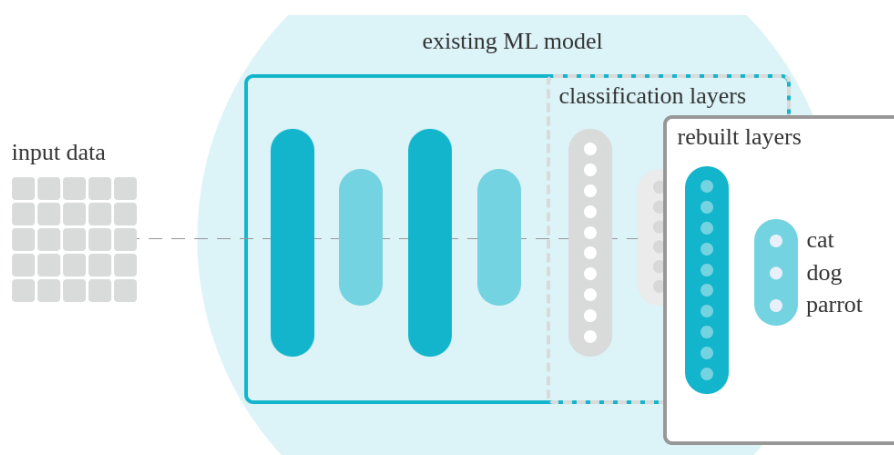 existing ML model
classification layers
input data
rebuilt layers
cat
dog
parrot